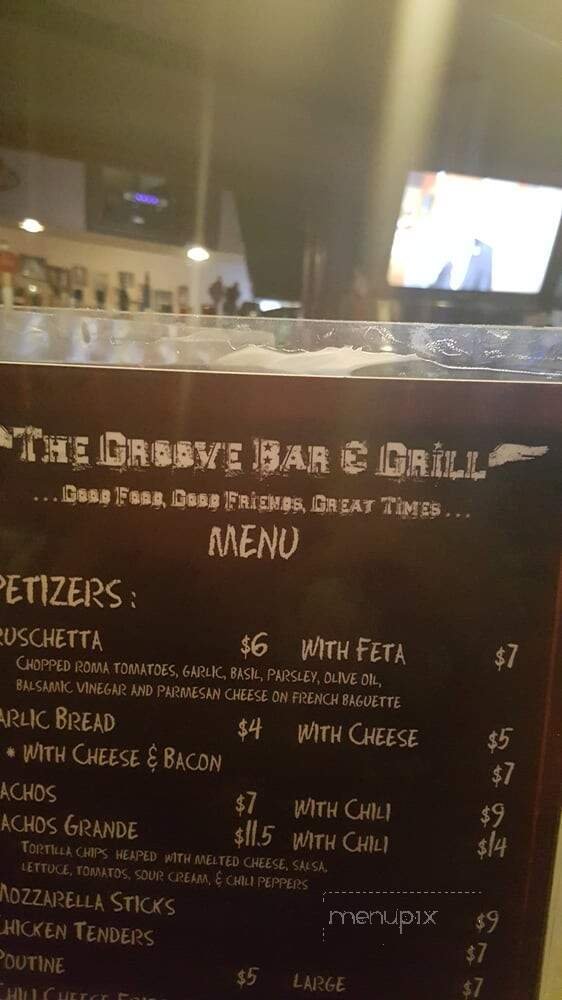 THE GROOVE BAR & GRILL
...GOOD FOOD, GOOD FRIENDS, GREAT TIMES...
MENU
PETIZERS:
RUSCHETTA $6 WITH FETA $7
CHOPPED ROMA TOMATOES, GARLIC, BASIL, PARSLEY, OLIVE OIL,
BALSAMIC VINEGAR AND PARMESAN CHEESE ON FRENCH BAGUETTE
ARLIC BREAD $4 WITH CHEESE $5
* WITH CHEESE & BACON $7
ACHOS $7 WITH CHILI $9
ACHOS GRANDE $11.5 WITH CHILI $14
TORTILLA CHIPS HEAPED WITH MELTED CHEESE, SALSA,
LETTUCE, TOMATOS, SOUR CREAM, & CHILI PEPPERS
MOZZARELLA STICKS $9
HICKEN TENDERS $7
POUTINE $5 LARGE $7
CHILI CHEESE FRIES
menupix